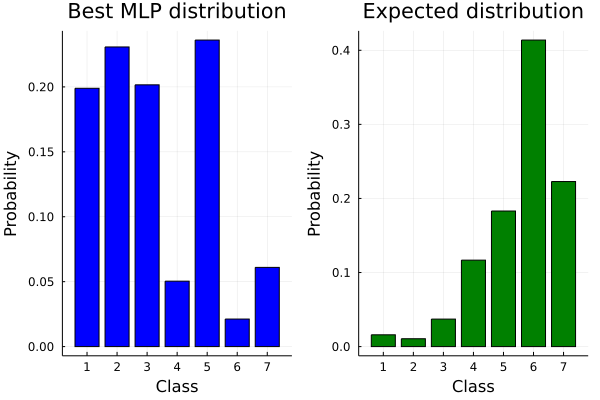 Best MLP distribution
Probability
0.20
0.15
0.10
0.05
0.00
1 2 3 4 5 6 7
Class
Expected distribution
Probability
0.4
0.3
0.2
0.1
0.0
1 2 3 4 5 6 7
Class